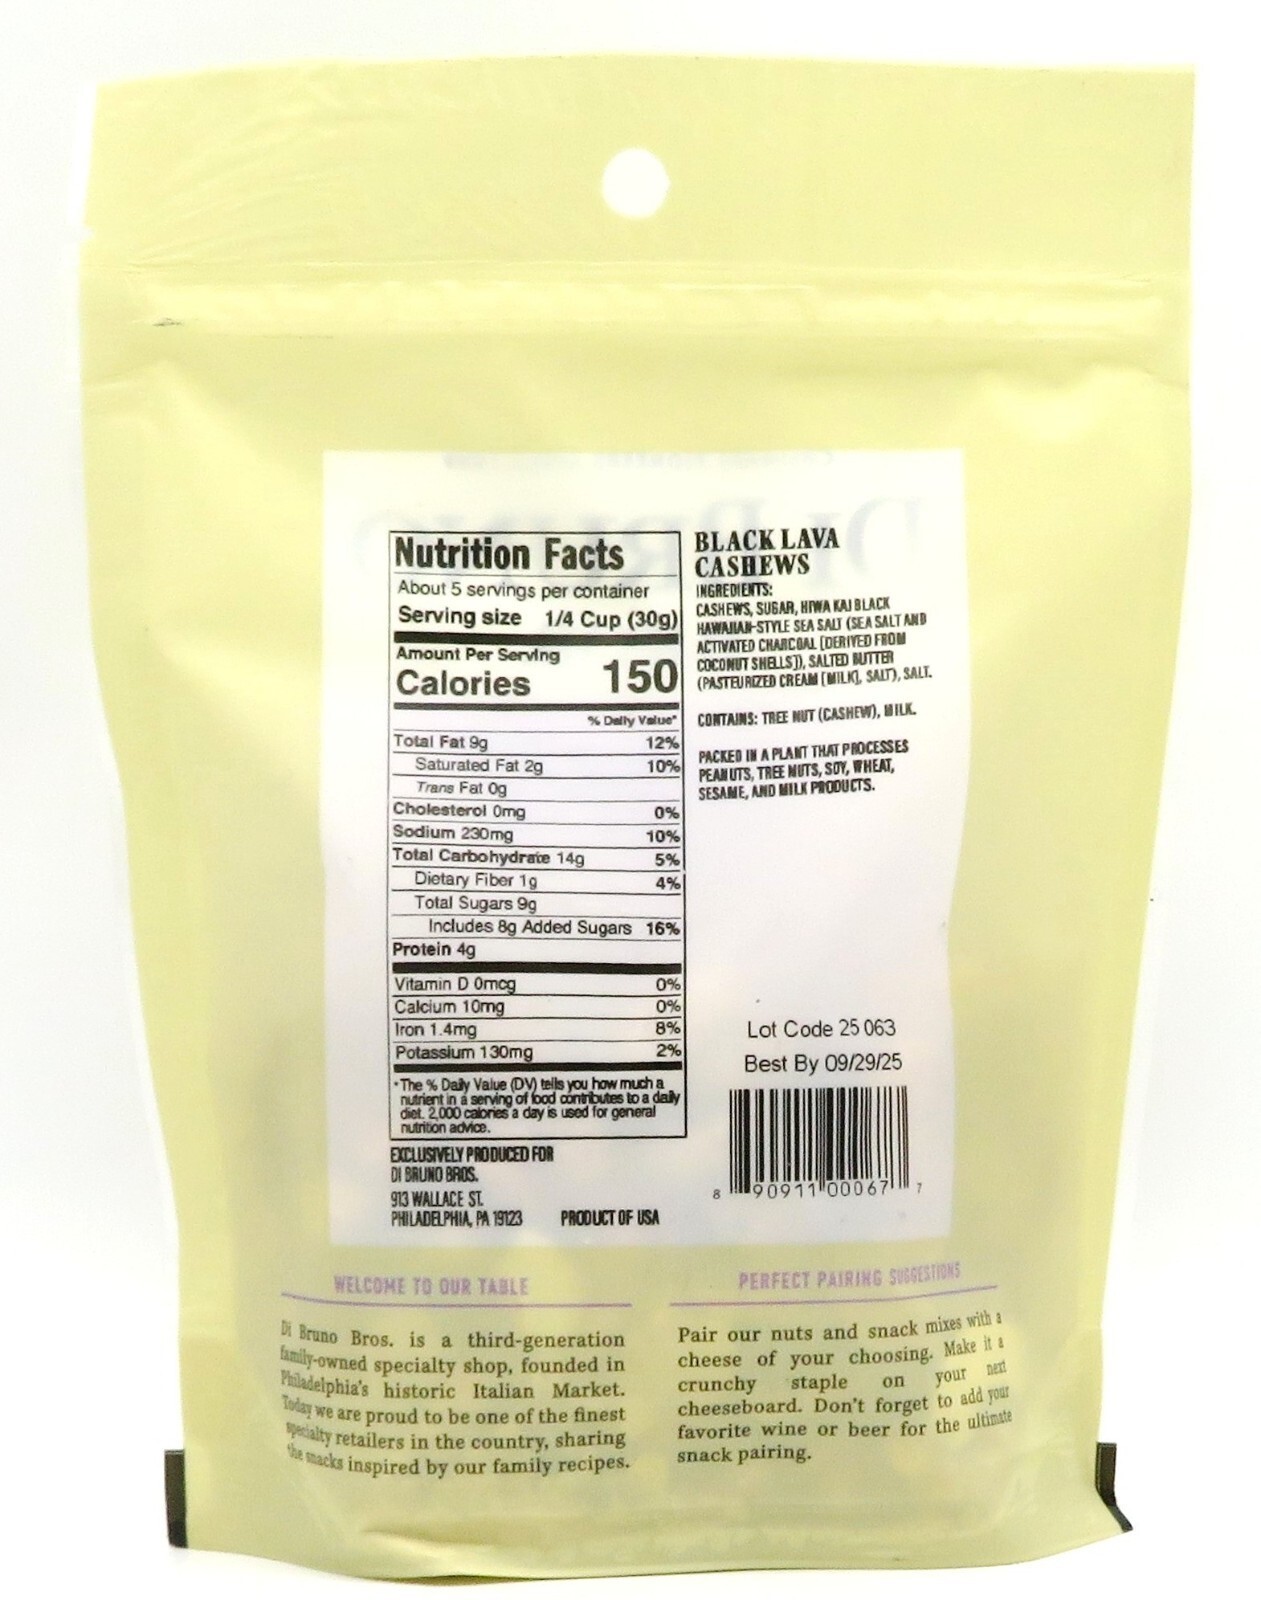 Nutrition Facts
About 5 servings per container
Serving size 1/4 Cup (30g)
Amount Per Serving
Calories 150
% Daily Value*
Total Fat 9g 12%
Saturated Fat 2g 10%
Trans Fat 0g
Cholesterol 0mg 0%
Sodium 230mg 10%
Total Carbohydrate 14g 5%
Dietary Fiber 1g 4%
Total Sugars 9g
Includes 8g Added Sugars 16%
Protein 4g
Vitamin D 0mcg 0%
Calcium 10mg 0%
Iron 1.4mg 8%
Potassium 130mg 2%
*The % Daily Value (DV) tells you how much a
nutrient in a serving of food contributes to a daily
diet. 2,000 calories a day is used for general
nutrition advice.
EXCLUSIVELY PRODUCED FOR
DI BRUNO BROS.
913 WALLACE ST.
PHILADELPHIA, PA 19123 PRODUCT OF USA
BLACK LAVA
CASHEWS
INGREDIENTS:
CASHEWS, SUGAR, HIWA KAI BLACK
HAWAIIAN-STYLE SEA SALT (SEA SALT AND
ACTIVATED CHARCOAL [DERIVED FROM
COCONUT SHELLS]), SALTED BUTTER
(PASTEURIZED CREAM [MILK], SALT), SALT.
CONTAINS: TREE NUT (CASHEW), MILK.
PACKED IN A PLANT THAT PROCESSES
PEANUTS, TREE NUTS, SOY, WHEAT,
SESAME, AND MILK PRODUCTS.
Lot Code 25 063
Best By 09/29/25
8 90911 00067 7
WELCOME TO OUR TABLE
Di Bruno Bros. is a third-generation
family-owned specialty shop, founded in
Philadelphia's historic Italian Market.
Today we are proud to be one of the finest
specialty retailers in the country, sharing
the snacks inspired by our family recipes.
PERFECT PAIRING SUGGESTIONS
Pair our nuts and snack mixes with a
cheese of your choosing. Make it a
crunchy staple on your next
cheeseboard. Don't forget to add your
favorite wine or beer for the ultimate
snack pairing.